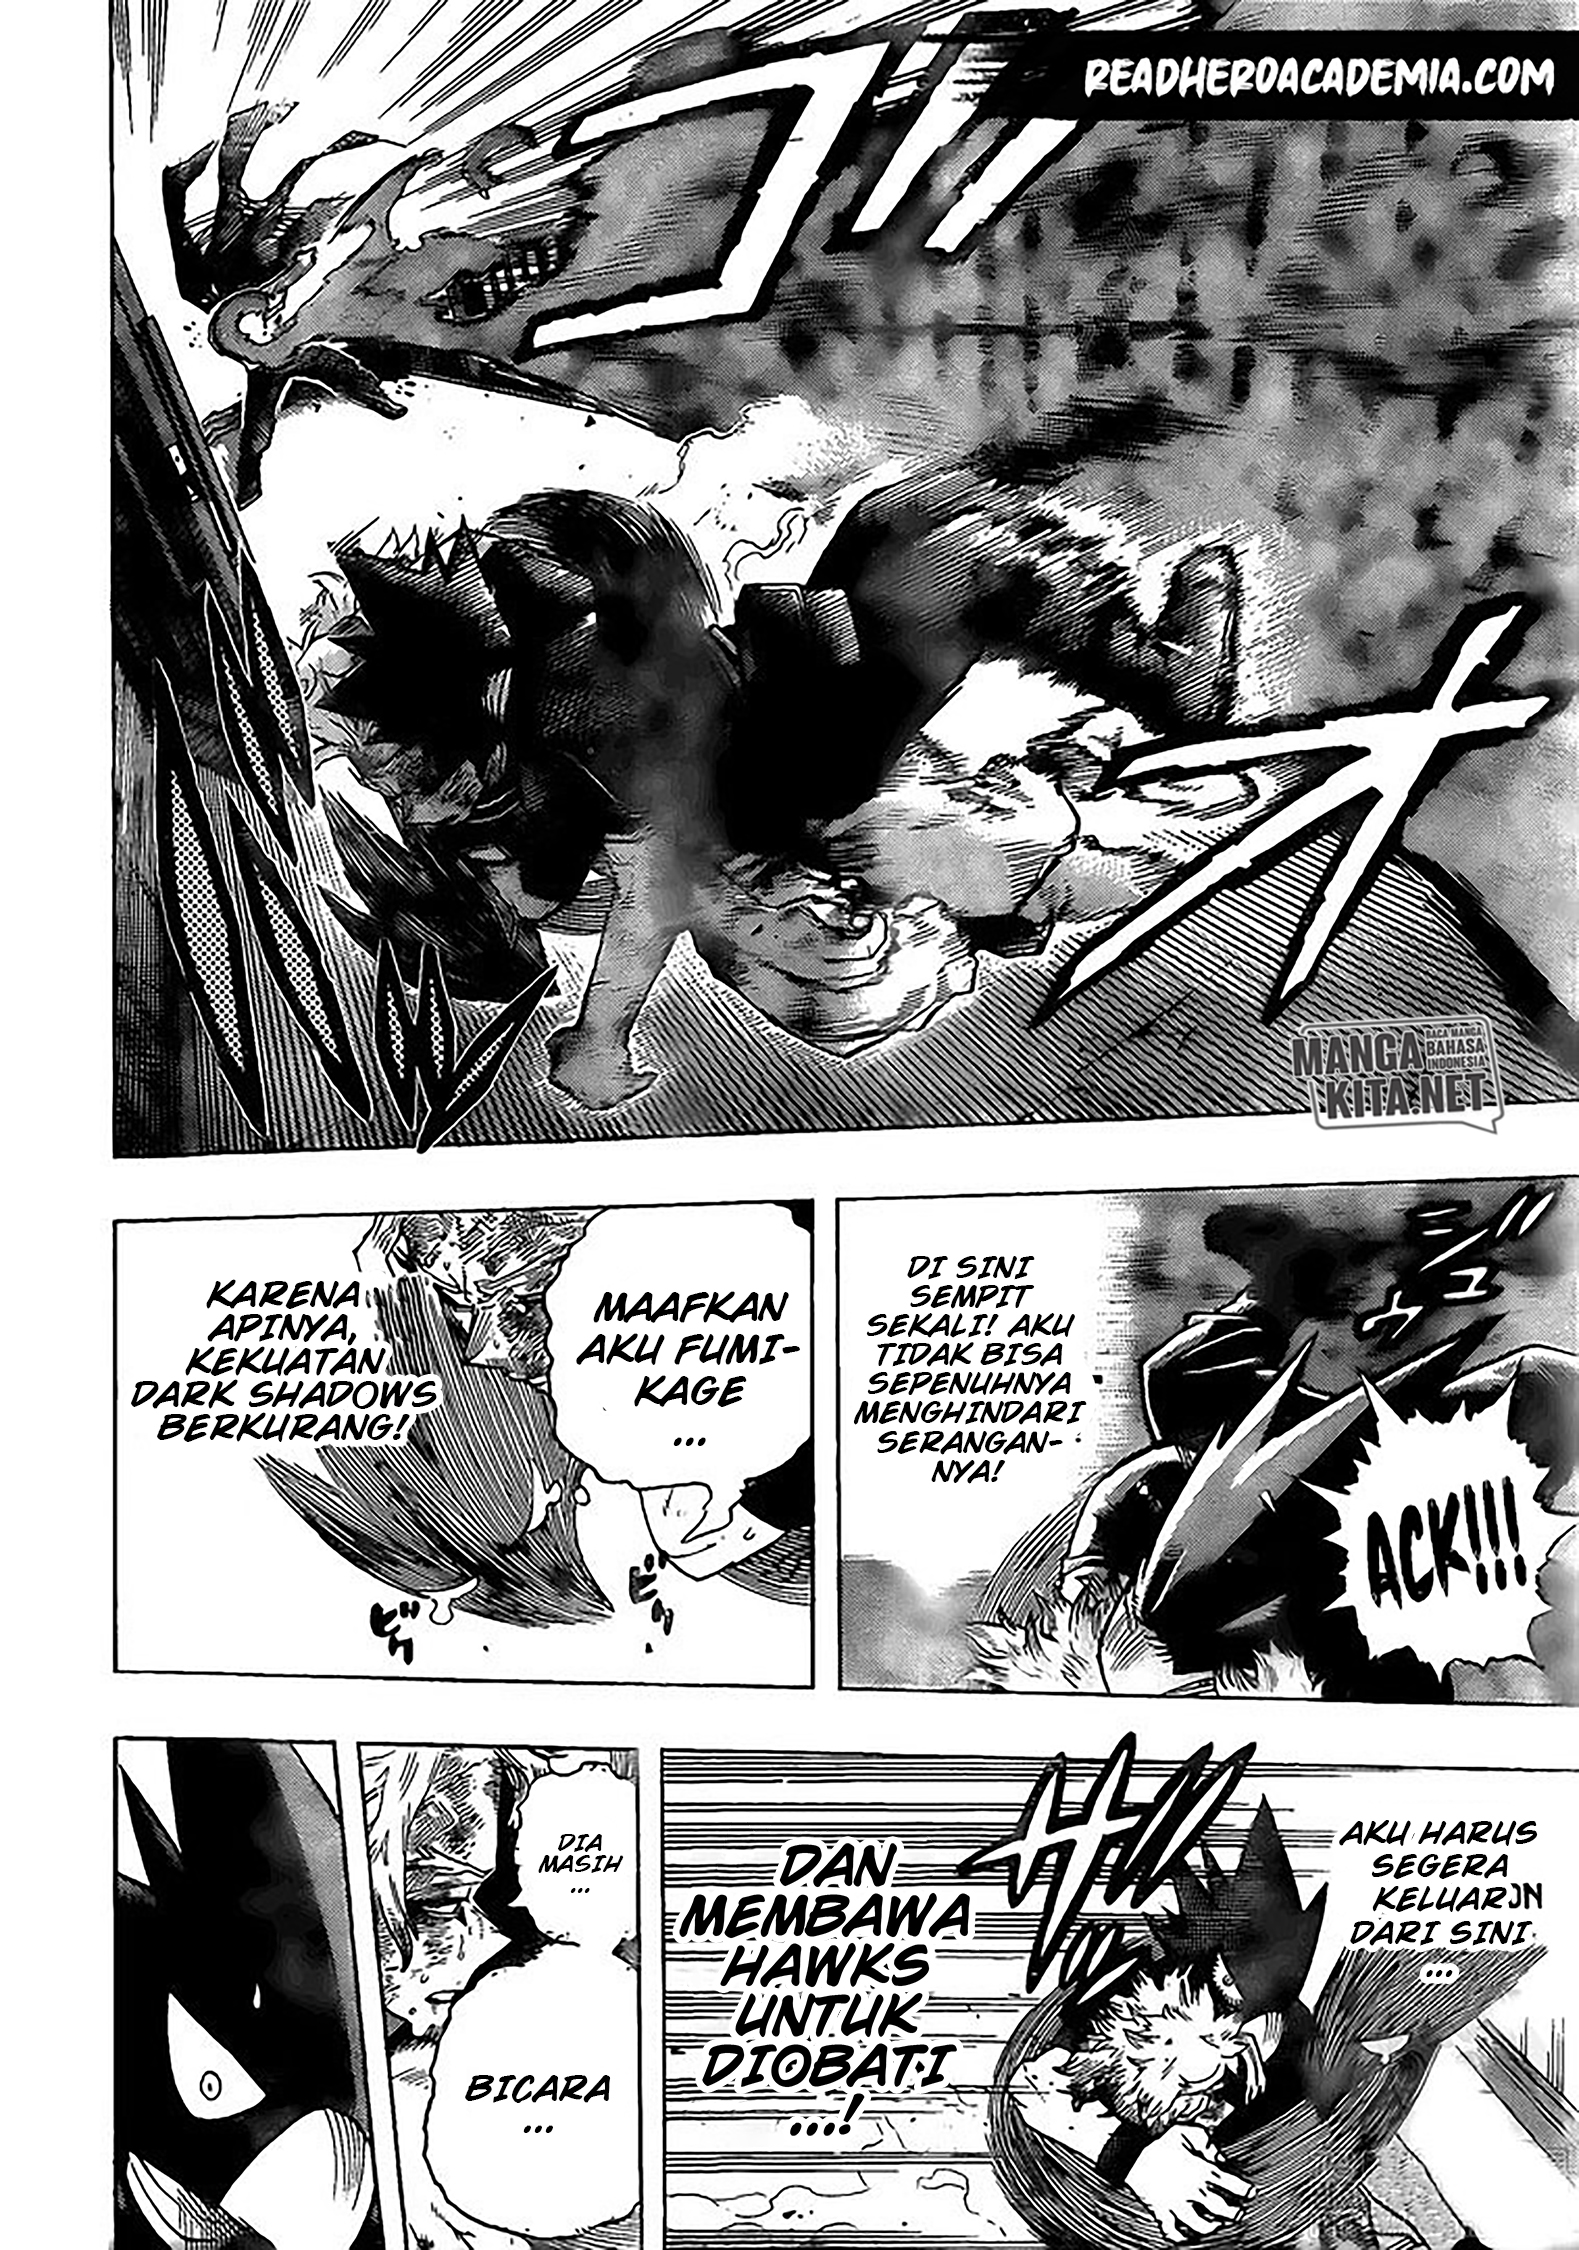 READHEROACADEMIA.COM
MANGA
BACA MANGA
BAHASA
INDONESIA
KITA.NET
DI SINI
SEMPIT
SEKALI! AKU
TIDAK BISA
SEPENUHNYA
MENGHINDARI
SERANGAN-
NYA!
ACK!!!
MAAFKAN
AKU FUMI-
KAGE
...
KARENA
APINYA,
KEKUATAN
DARK SHADOWS
BERKURANG!
AKU HARUS
SEGERA
KELUARJN
DARI SINI
...
DAN
MEMBAWA
HAWKS
UNTUK
DIOBATI
....!
DIA
MASIH
...
BICARA
...